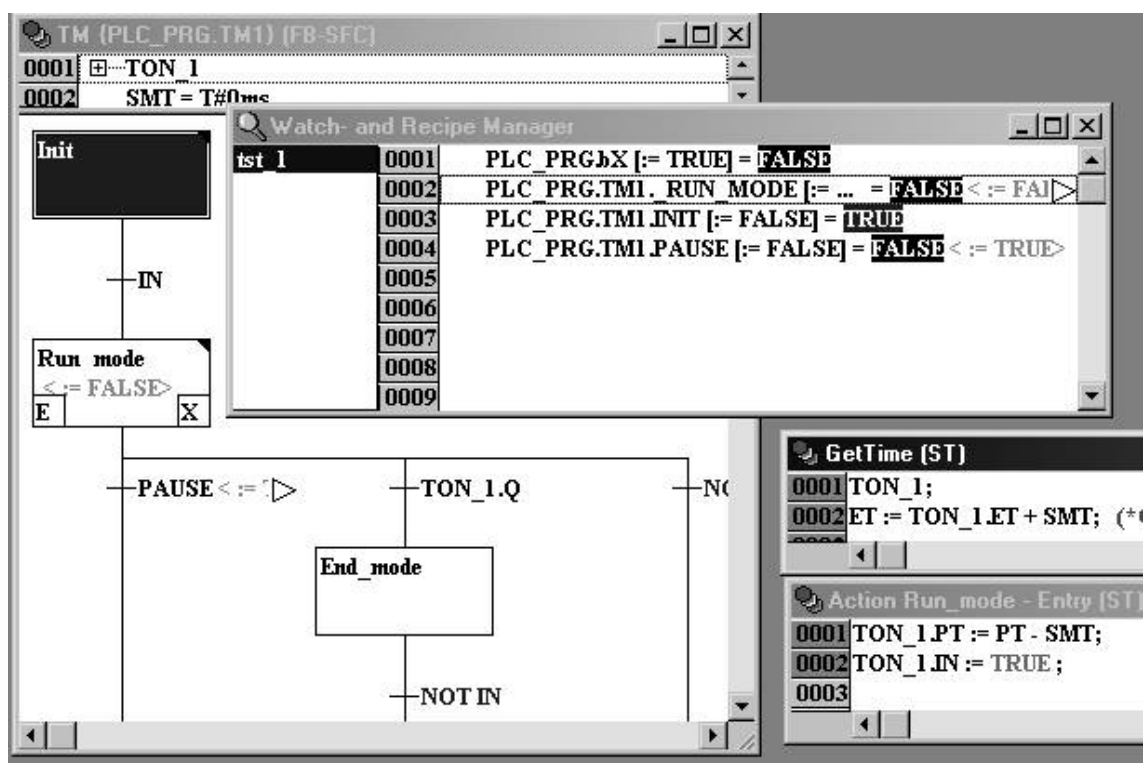 TM (PLC_PRG.TM1) (FB-SFC)
0001 TON_1
0002 SMT = T#0ms
Init
IN
Run_mode
< := FALSE>
E X
PAUSE < :=
TON_1.Q
End_mode
NOT IN
Watch- and Recipe Manager
tst_1
0001 PLC_PRG.bX [:= TRUE] = FALSE
0002 PLC_PRG.TM1._RUN_MODE [:= ... = FALSE < := FAL
0003 PLC_PRG.TM1.INIT [:= FALSE] = TRUE
0004 PLC_PRG.TM1.PAUSE [:= FALSE] = FALSE < := TRUE>
0005
0006
0007
0008
0009
GetTime (ST)
0001 TON_1;
0002 ET := TON_1.ET + SMT; (*
Action Run_mode - Entry (ST)
0001 TON_1.PT := PT - SMT;
0002 TON_1.IN := TRUE ;
0003